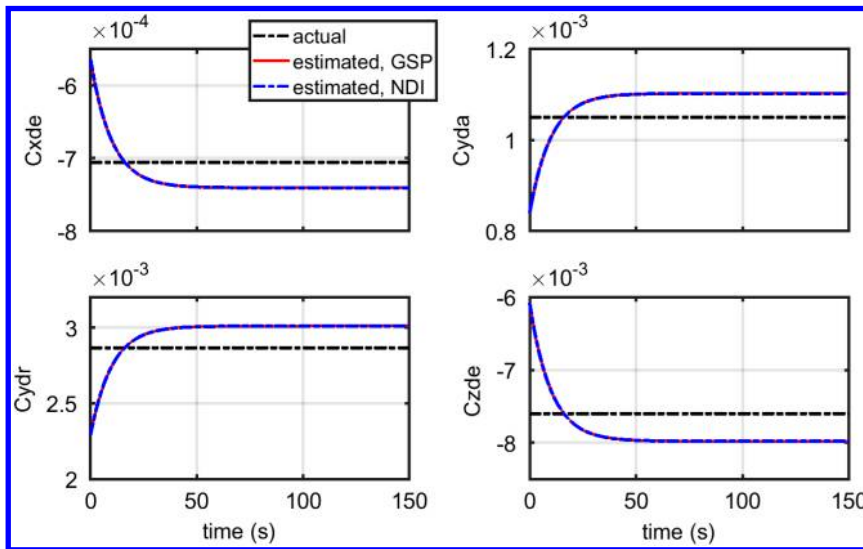 ×10⁻⁴
actual
estimated, GSP
estimated, NDI
-6
-7
-8
Cxde
×10⁻³
1.2
1
0.8
Cyda
×10⁻³
3
2.5
2
Cydr
0 50 100 150
time (s)
×10⁻³
-6
-7
-8
Czde
0 50 100 150
time (s)